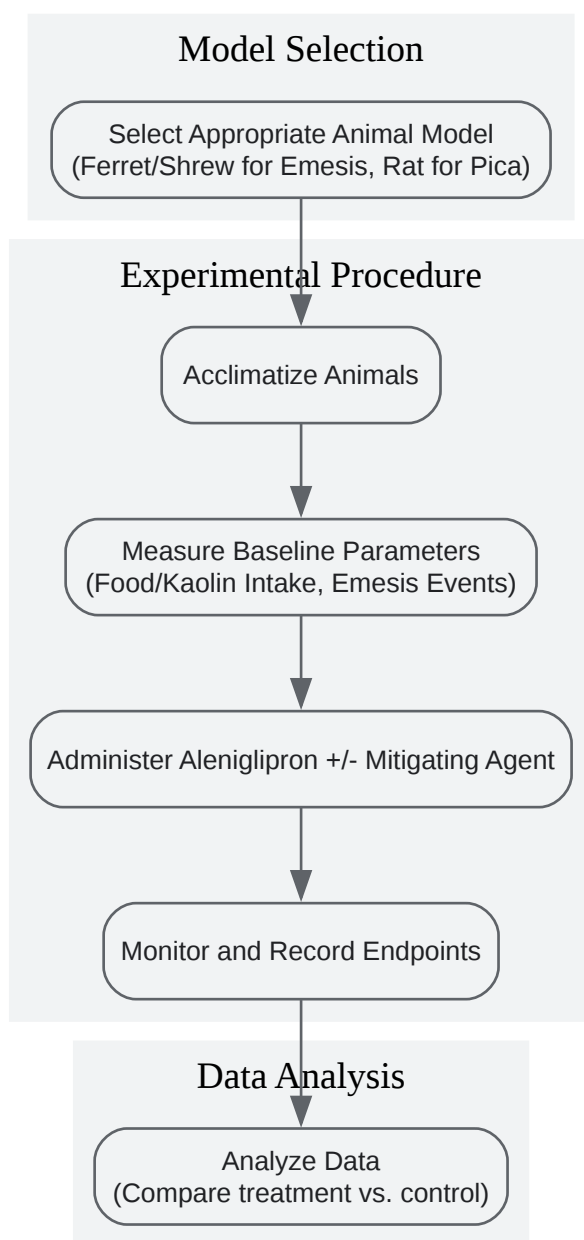 Model Selection
Select Appropriate Animal Model
(Ferret/Shrew for Emesis, Rat for Pica)
Experimental Procedure
Acclimatize Animals
Measure Baseline Parameters
(Food/Kaolin Intake, Emesis Events)
Administer Aleniglipron +/- Mitigating Agent
Monitor and Record Endpoints
Data Analysis
Analyze Data
(Compare treatment vs. control)